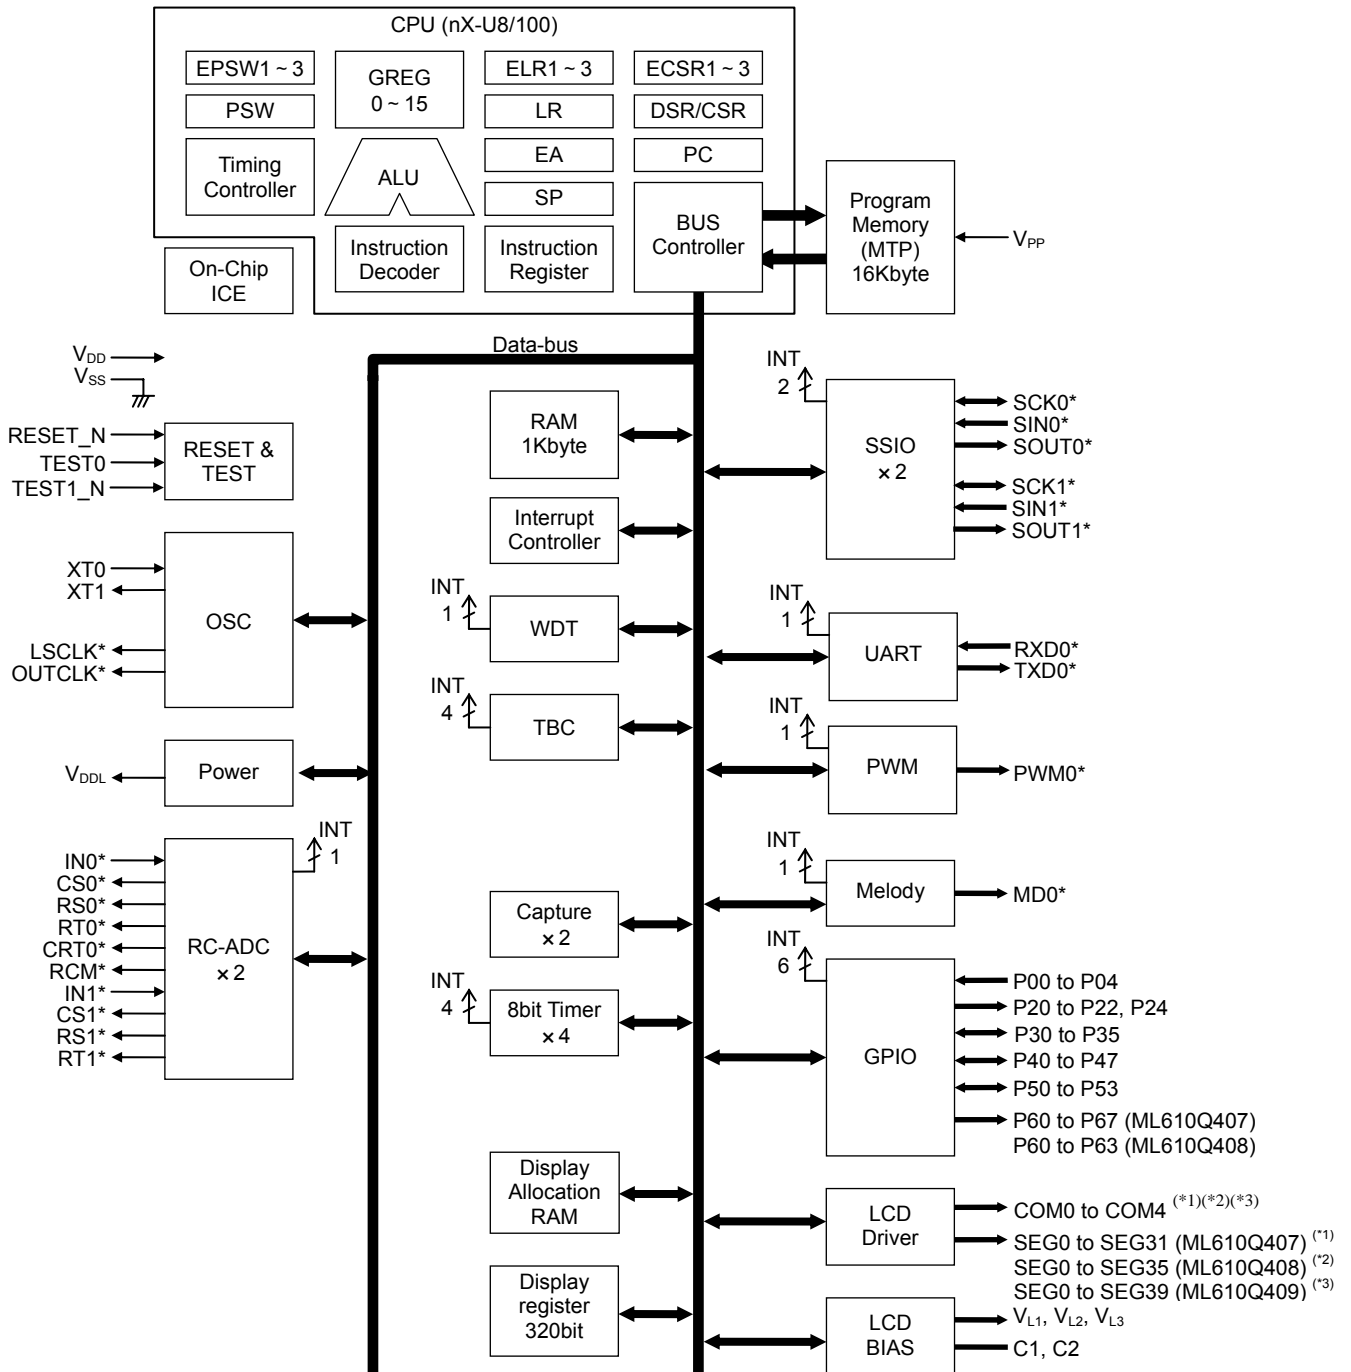 CPU (nX-U8/100)
EPSW1 ~ 3
GREG
0 ~ 15
ELR1 ~ 3
ECSR1 ~ 3
PSW
LR
DSR/CSR
Timing
Controller
ALU
EA
PC
SP
BUS
Controller
Instruction
Decoder
Instruction
Register
On-Chip
ICE
Program
Memory
(MTP)
16Kbyte
VPP
Data-bus
VDD
VSS
RESET_N
TEST0
TEST1_N
RESET &
TEST
XT0
XT1
LSCLK*
OUTCLK*
OSC
VDDL
Power
INT
1
IN0*
CS0*
RS0*
RT0*
CRT0*
RCM*
IN1*
CS1*
RS1*
RT1*
RC-ADC
× 2
RAM
1Kbyte
Interrupt
Controller
INT
1
WDT
INT
4
TBC
Capture
× 2
INT
4
8bit Timer
× 4
Display
Allocation
RAM
Display
register
320bit
INT
2
SSIO
× 2
SCK0*
SIN0*
SOUT0*
SCK1*
SIN1*
SOUT1*
INT
1
UART
RXD0*
TXD0*
INT
1
PWM
PWM0*
INT
1
Melody
MD0*
INT
6
GPIO
P00 to P04
P20 to P22, P24
P30 to P35
P40 to P47
P50 to P53
P60 to P67 (ML610Q407)
P60 to P63 (ML610Q408)
LCD
Driver
COM0 to COM4 (*1)(*2)(*3)
SEG0 to SEG31 (ML610Q407) (*1)
SEG0 to SEG35 (ML610Q408) (*2)
SEG0 to SEG39 (ML610Q409) (*3)
LCD
BIAS
VL1, VL2, VL3
C1, C2